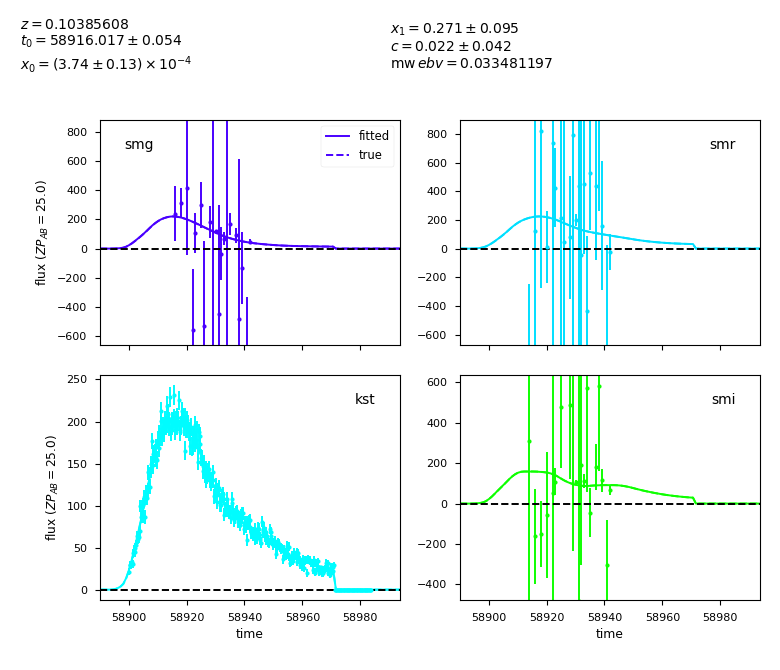 z = 0.10385608
t₀ = 58916.017 ± 0.054
x₀ = (3.74 ± 0.13) × 10⁻⁴
x₁ = 0.271 ± 0.095
c = 0.022 ± 0.042
mw ebv = 0.033481197
smg
fitted
true
800
600
400
200
0
−200
−400
−600
flux (ZP_AB = 25.0)
smr
800
600
400
200
0
−200
−400
−600
kst
250
200
150
100
50
0
flux (ZP_AB = 25.0)
58900 58920 58940 58960 58980
time
smi
600
400
200
0
−200
−400
58900 58920 58940 58960 58980
time